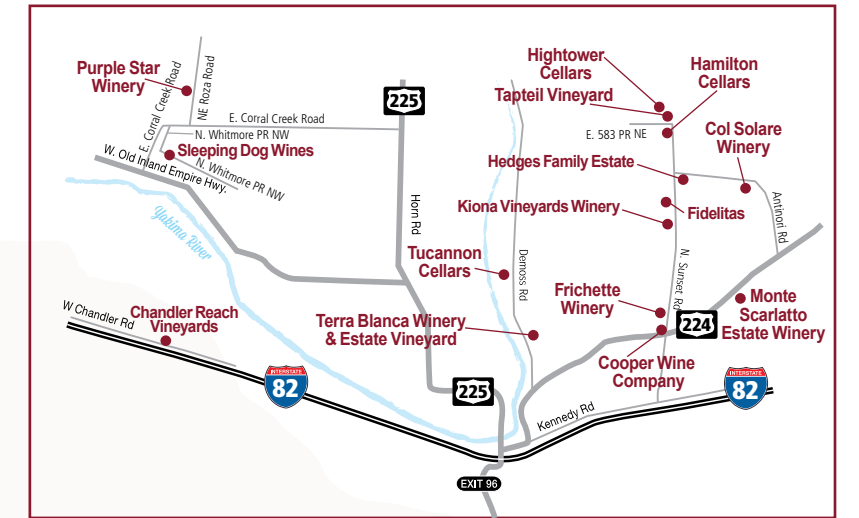 Purple Star
Winery
E. Corral Creek Road
NE Roza Road
E. Corral Creek Road
N. Whitmore PR NW
Sleeping Dog Wines
N. Whitmore PR NW
W. Old Inland Empire Hwy.
Yakima River
225
Horn Rd
Hightower
Cellars
Tapteil Vineyard
Hamilton
Cellars
E. 583 PR NE
Col Solare
Winery
Hedges Family Estate
Kiona Vineyards Winery
Fidelitas
Antinori Rd
N. Sunset Rd
Tucannon
Cellars
Demoss Rd
Frichette
Winery
Terra Blanca Winery
& Estate Vineyard
224
Monte
Scarlatto
Estate Winery
Cooper Wine
Company
W Chandler Rd
Chandler Reach
Vineyards
INTERSTATE
82
225
Kennedy Rd
INTERSTATE
82
EXIT 96